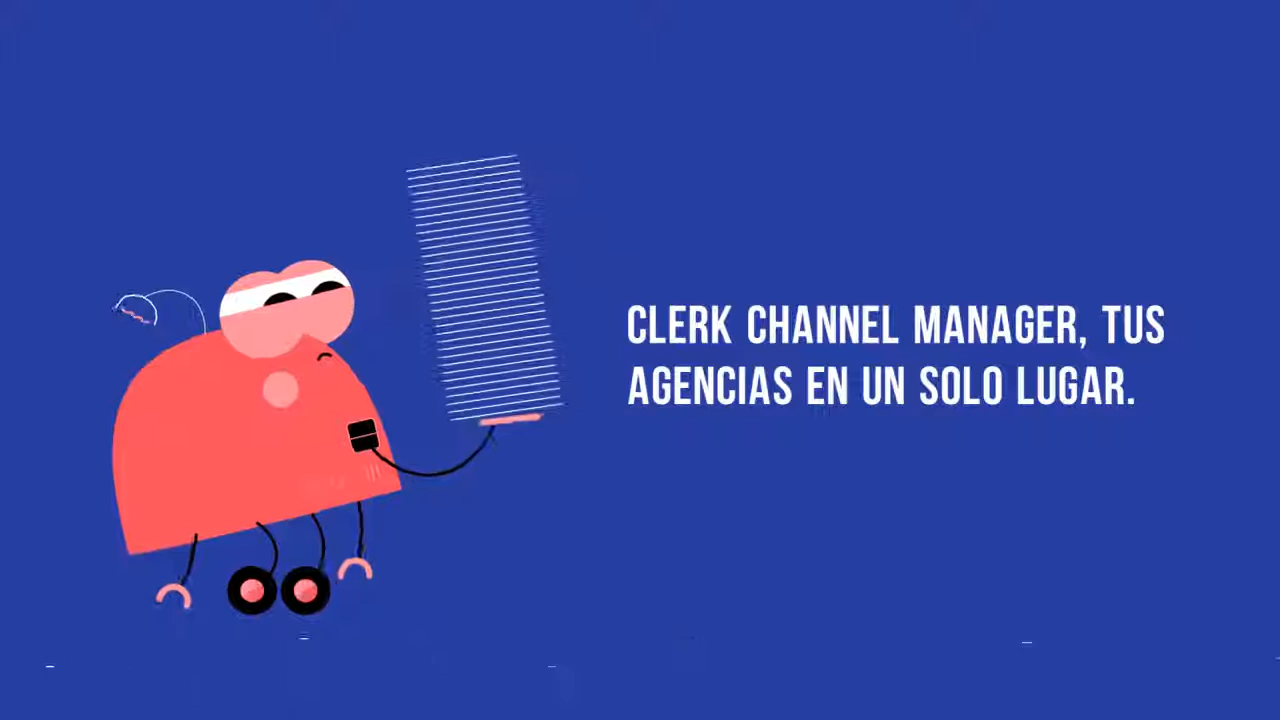 CLERK CHANNEL MANAGER, TUS
AGENCIAS EN UN SOLO LUGAR.